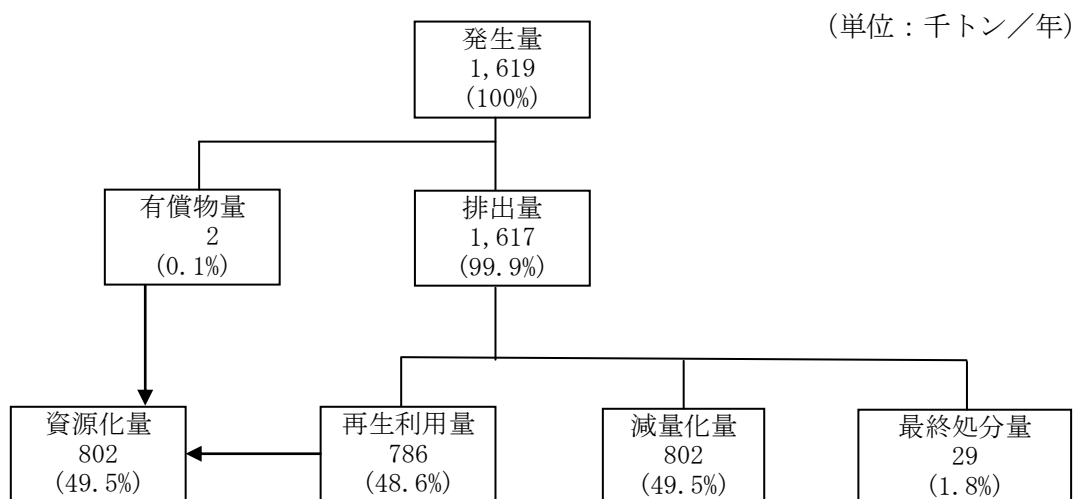 (単位：千トン／年)
発生量
1,619
(100%)
有償物量
2
(0.1%)
排出量
1,617
(99.9%)
資源化量
802
(49.5%)
再生利用量
786
(48.6%)
減量化量
802
(49.5%)
最終処分量
29
(1.8%)